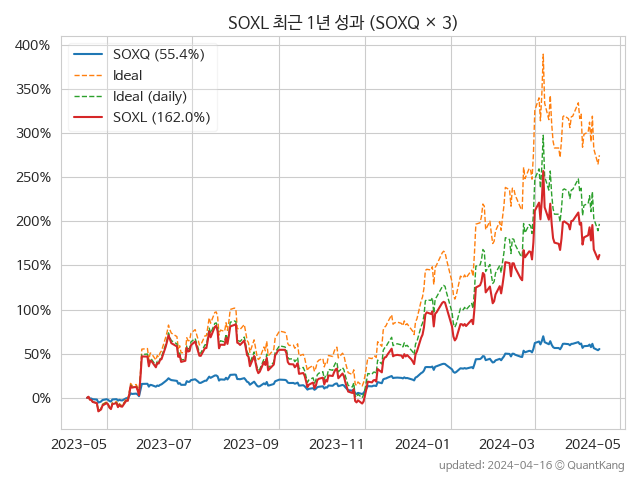 SOXL 최근 1년 성과 (SOXQ × 3)
400%
350%
300%
250%
200%
150%
100%
50%
0%
SOXQ (55.4%)
Ideal
Ideal (daily)
SOXL (162.0%)
2023-05
2023-07
2023-09
2023-11
2024-01
2024-03
2024-05
updated: 2024-04-16 © QuantKang